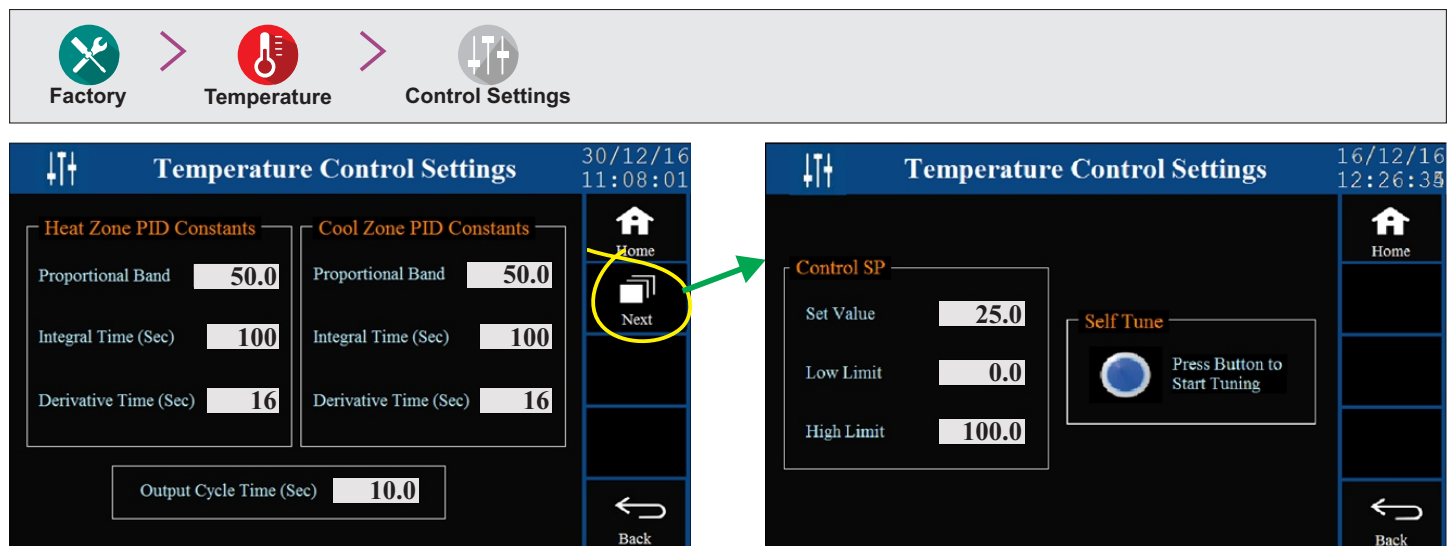 Factory
Temperature
Control Settings
Temperature Control Settings
30/12/16
11:08:01
Heat Zone PID Constants
Proportional Band 50.0
Integral Time (Sec) 100
Derivative Time (Sec) 16
Cool Zone PID Constants
Proportional Band 50.0
Integral Time (Sec) 100
Derivative Time (Sec) 16
Output Cycle Time (Sec) 10.0
Home
Next
Back
Temperature Control Settings
16/12/16
Control SP
Set Value 25.0
Low Limit 0.0
High Limit 100.0
Self Tune
Press Button to
Start Tuning
Home
Back